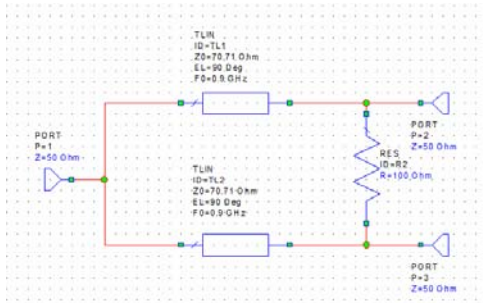 TLIN
ID=TL1
Z0=70.71 Ohm
EL=90 Deg
F0=0.9 GHz
PORT
P=1
Z=50 Ohm
PORT
P=2
Z=50 Ohm
RES
ID=R2
R=100 Ohm
TLIN
ID=TL2
Z0=70.71 Ohm
EL=90 Deg
F0=0.9 GHz
PORT
P=3
Z=50 Ohm